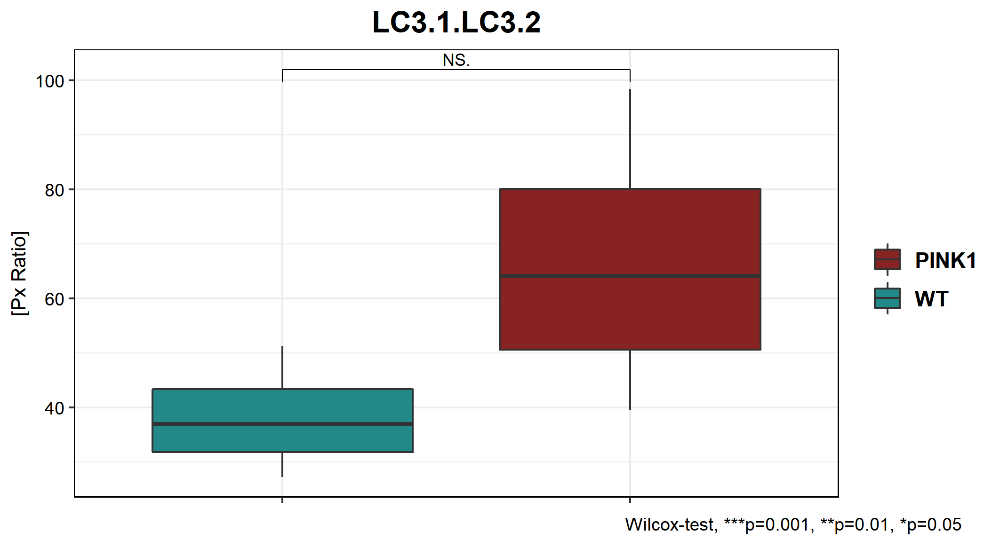 LC3.1.LC3.2
NS.
100
80
60
40
[Px Ratio]
PINK1
WT
Wilcox-test, ***p=0.001, **p=0.01, *p=0.05